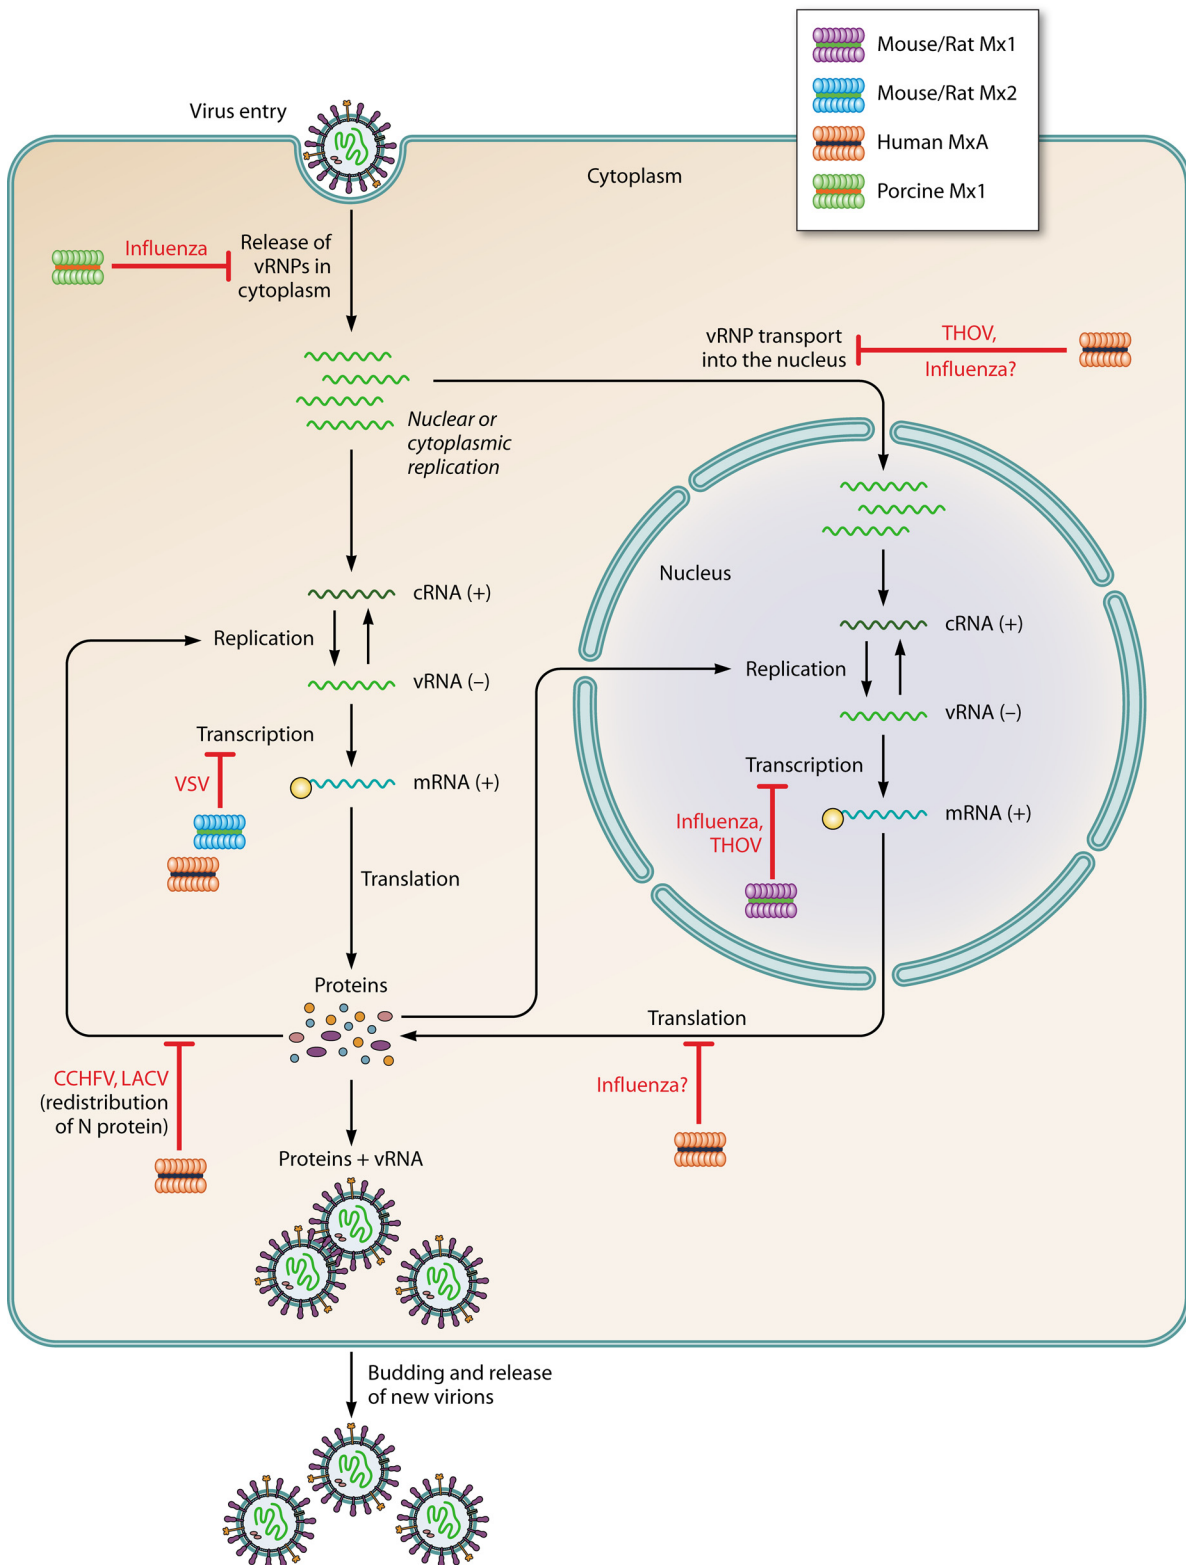 Mouse/Rat Mx1
Mouse/Rat Mx2
Human MxA
Porcine Mx1
Virus entry
Cytoplasm
Influenza
Release of
vRNPs in
cytoplasm
vRNP transport
into the nucleus
THOV,
Influenza?
Nuclear or
cytoplasmic
replication
Nucleus
cRNA (+)
Replication
vRNA (–)
Transcription
VSV
mRNA (+)
Translation
cRNA (+)
Replication
vRNA (–)
Transcription
Influenza,
THOV
mRNA (+)
Proteins
Translation
CCHFV, LACV
(redistribution
of N protein)
Influenza?
Proteins + vRNA
Budding and release
of new virions